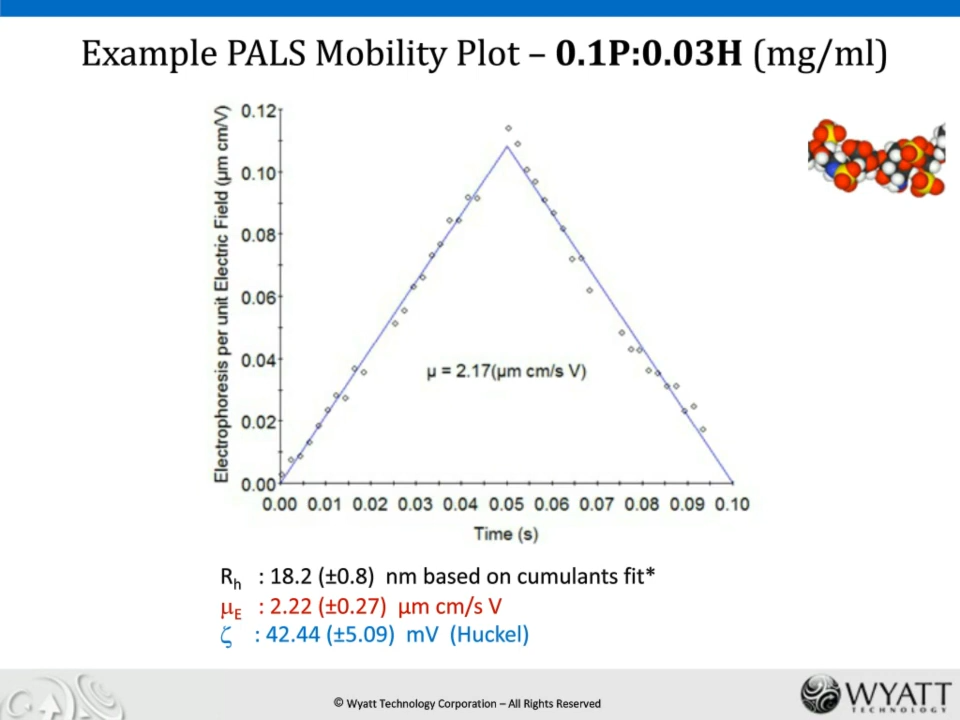 Example PALS Mobility Plot – 0.1P:0.03H (mg/ml)
Electrophoresis per unit Electric Field (µm cm/V)
0.12
0.10
0.08
0.06
0.04
0.02
0.00
µ = 2.17(µm cm/s V)
0.00 0.01 0.02 0.03 0.04 0.05 0.06 0.07 0.08 0.09 0.10
Time (s)
Rh : 18.2 (±0.8) nm based on cumulants fit*
µE : 2.22 (±0.27) µm cm/s V
ζ : 42.44 (±5.09) mV (Huckel)
© Wyatt Technology Corporation – All Rights Reserved
WYATT
TECHNOLOGY